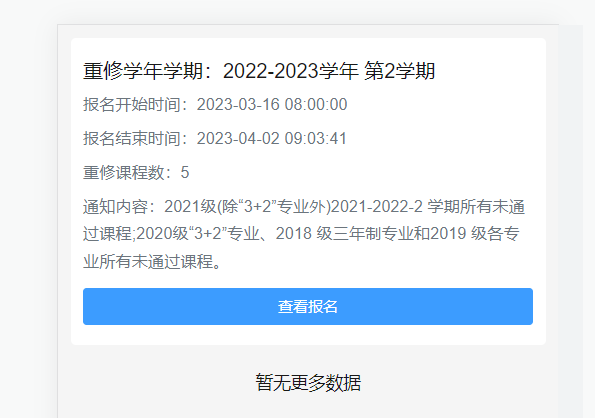 重修学年学期：2022-2023学年 第2学期
报名开始时间：2023-03-16 08:00:00
报名结束时间：2023-04-02 09:03:41
重修课程数：5
通知内容：2021级(除“3+2”专业外)2021-2022-2 学期所有未通
过课程;2020级“3+2”专业、2018 级三年制专业和2019 级各专
业所有未通过课程。
查看报名
暂无更多数据